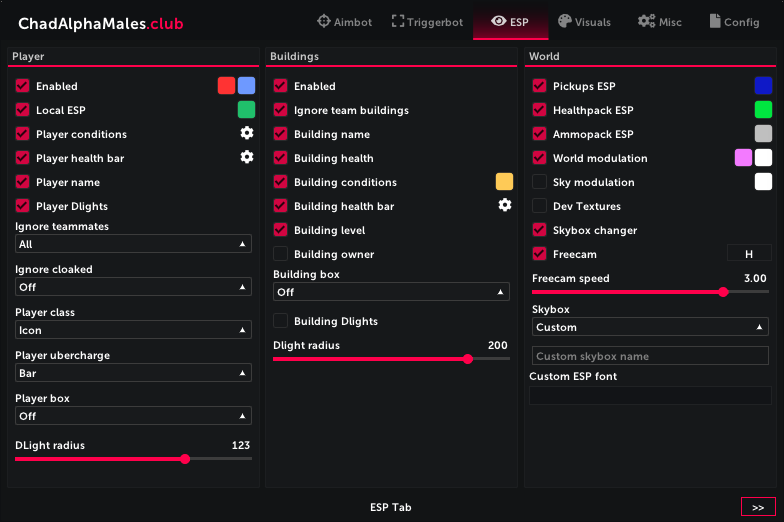 ChadAlphaMales.club
Aimbot
Triggerbot
ESP
Visuals
Misc
Config
Player
Enabled
Local ESP
Player conditions
Player health bar
Player name
Player Dlights
Ignore teammates
All
Ignore cloaked
Off
Player class
Icon
Player ubercharge
Bar
Player box
Off
DLight radius 123
Buildings
Enabled
Ignore team buildings
Building name
Building health
Building conditions
Building health bar
Building level
Building owner
Building box
Off
Building Dlights
Dlight radius 200
World
Pickups ESP
Healthpack ESP
Ammopack ESP
World modulation
Sky modulation
Dev Textures
Skybox changer
Freecam H
Freecam speed 3.00
Skybox
Custom
Custom skybox name
Custom ESP font
ESP Tab
>>